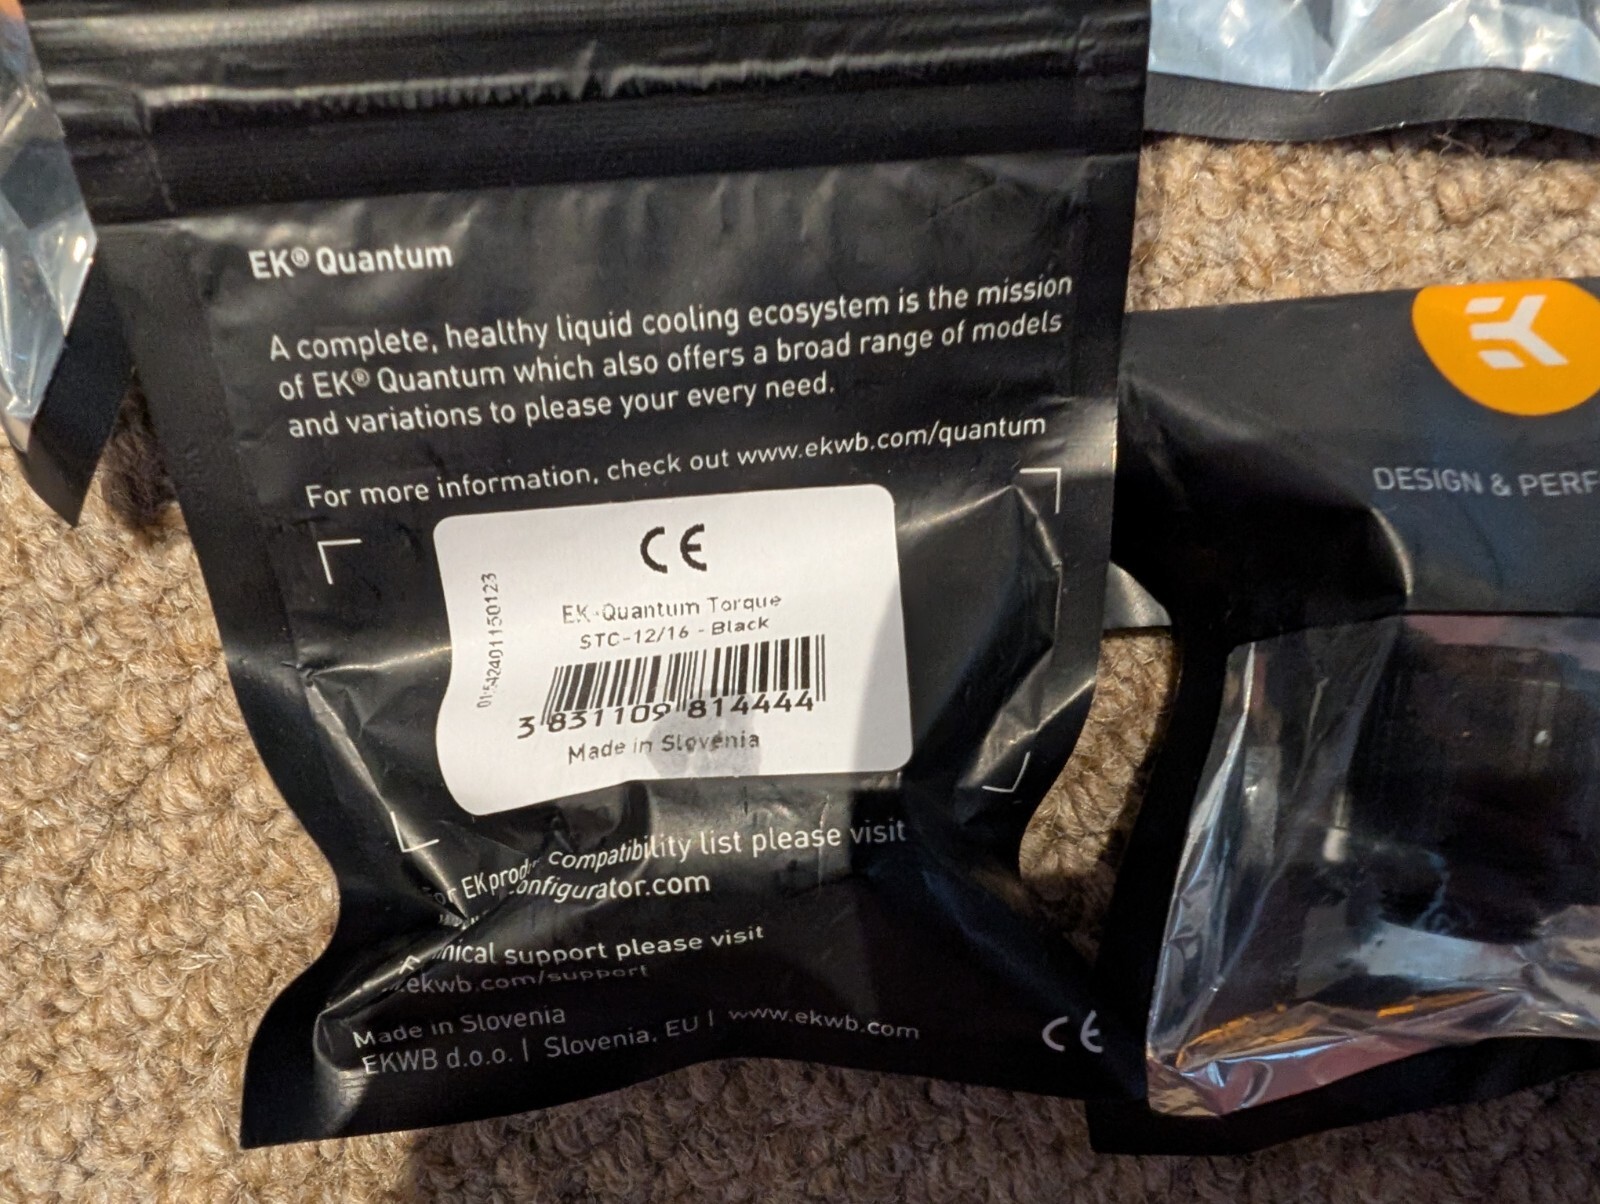 EK® Quantum
A complete, healthy liquid cooling ecosystem is the mission
of EK® Quantum which also offers a broad range of models
and variations to please your every need.
For more information, check out www.ekwb.com/quantum
CE
EK-Quantum Torque
STC-12/16 - Black
3 831109 814444
Made in Slovenia
EK compatibility list please visit
configurator.com
support please visit
ekwb.com/support
Made in Slovenia
EKWB d.o.o. | Slovenia, EU | www.ekwb.com
CE
EK
DESIGN & PERF